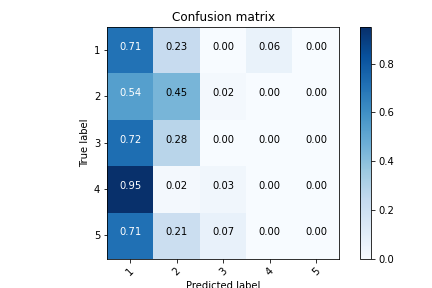 Confusion matrix
1 0.71 0.23 0.00 0.06 0.00
2 0.54 0.45 0.02 0.00 0.00
3 0.72 0.28 0.00 0.00 0.00
4 0.95 0.02 0.03 0.00 0.00
5 0.71 0.21 0.07 0.00 0.00
True label
1 2 3 4 5
Predicted label
0.8
0.6
0.4
0.2
0.0